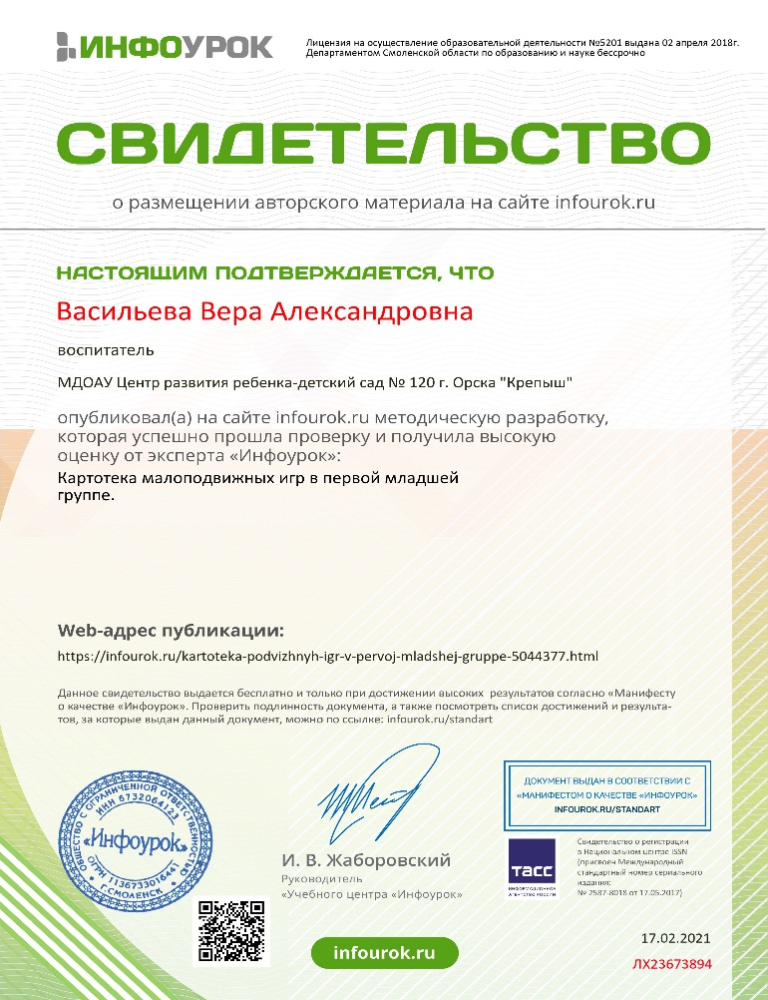 ИНФОУРОК
Лицензия на осуществление образовательной деятельности №5201 выдана 02 апреля 2018г.
Департаментом Смоленской области по образованию и науке бессрочно
СВИДЕТЕЛЬСТВО
о размещении авторского материала на сайте infourok.ru
НАСТОЯЩИМ ПОДТВЕРЖДАЕТСЯ, ЧТО
Васильева Вера Александровна
воспитатель
МДОАУ Центр развития ребенка-детский сад № 120 г. Орска "Крепыш"
опубликовал(а) на сайте infourok.ru методическую разработку,
которая успешно прошла проверку и получила высокую
оценку от эксперта «Инфоурок»:
Картотека малоподвижных игр в первой младшей
группе.
Web-адрес публикации:
https://infourok.ru/kartoteka-podvizhnyh-igr-v-pervoj-mladshej-gruppe-5044377.html
Данное свидетельство выдается бесплатно и только при достижении высоких результатов согласно «Манифесту
о качестве «Инфоурок». Проверить подлинность документа, а также посмотреть список достижений и результа-
тов, за которые выдан данный документ, можно по ссылке: infourok.ru/standart
ОБЩЕСТВО С ОГРАНИЧЕННОЙ ОТВЕТСТВЕННОСТЬЮ
ИНН 6732064123
«Инфоурок»
ОГРН 1136733016441
Г.СМОЛЕНСК
И. В. Жаборовский
Руководитель
«Учебного центра «Инфоурок»
ДОКУМЕНТ ВЫДАН В СООТВЕТСТВИИ С
«МАНИФЕСТОМ О КАЧЕСТВЕ «ИНФОУРОК»
INFOUROK.RU/STANDART
ТАСС
ИНФОРМАЦИОННОЕ
АГЕНТСТВО РОССИИ
Свидетельство о регистрации
в Национальном центре ISSN
(присвоен Международный
стандартный номер сериального
издания:
№ 2587-8018 от 17.05.2017)
infourok.ru
17.02.2021
ЛХ23673894